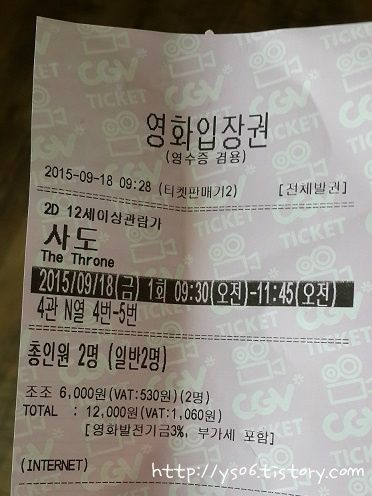 영화입장권
(영수증 겸용)
2015-09-18 09:28 (티켓판매기2) [전체발권]
2D 12세이상관람가
사도
The Throne
2015/09/18(금) 1회 09:30(오전)-11:45(오전)
4관 N열 4번-5번
총인원 2명 (일반2명)
조조 6,000원(VAT:530원)(2명)
TOTAL : 12,000원(VAT:1,060원)
[영화발전기금3%, 부가세 포함]
(INTERNET)
http://ys06.tistory.com
CGV
TICKET